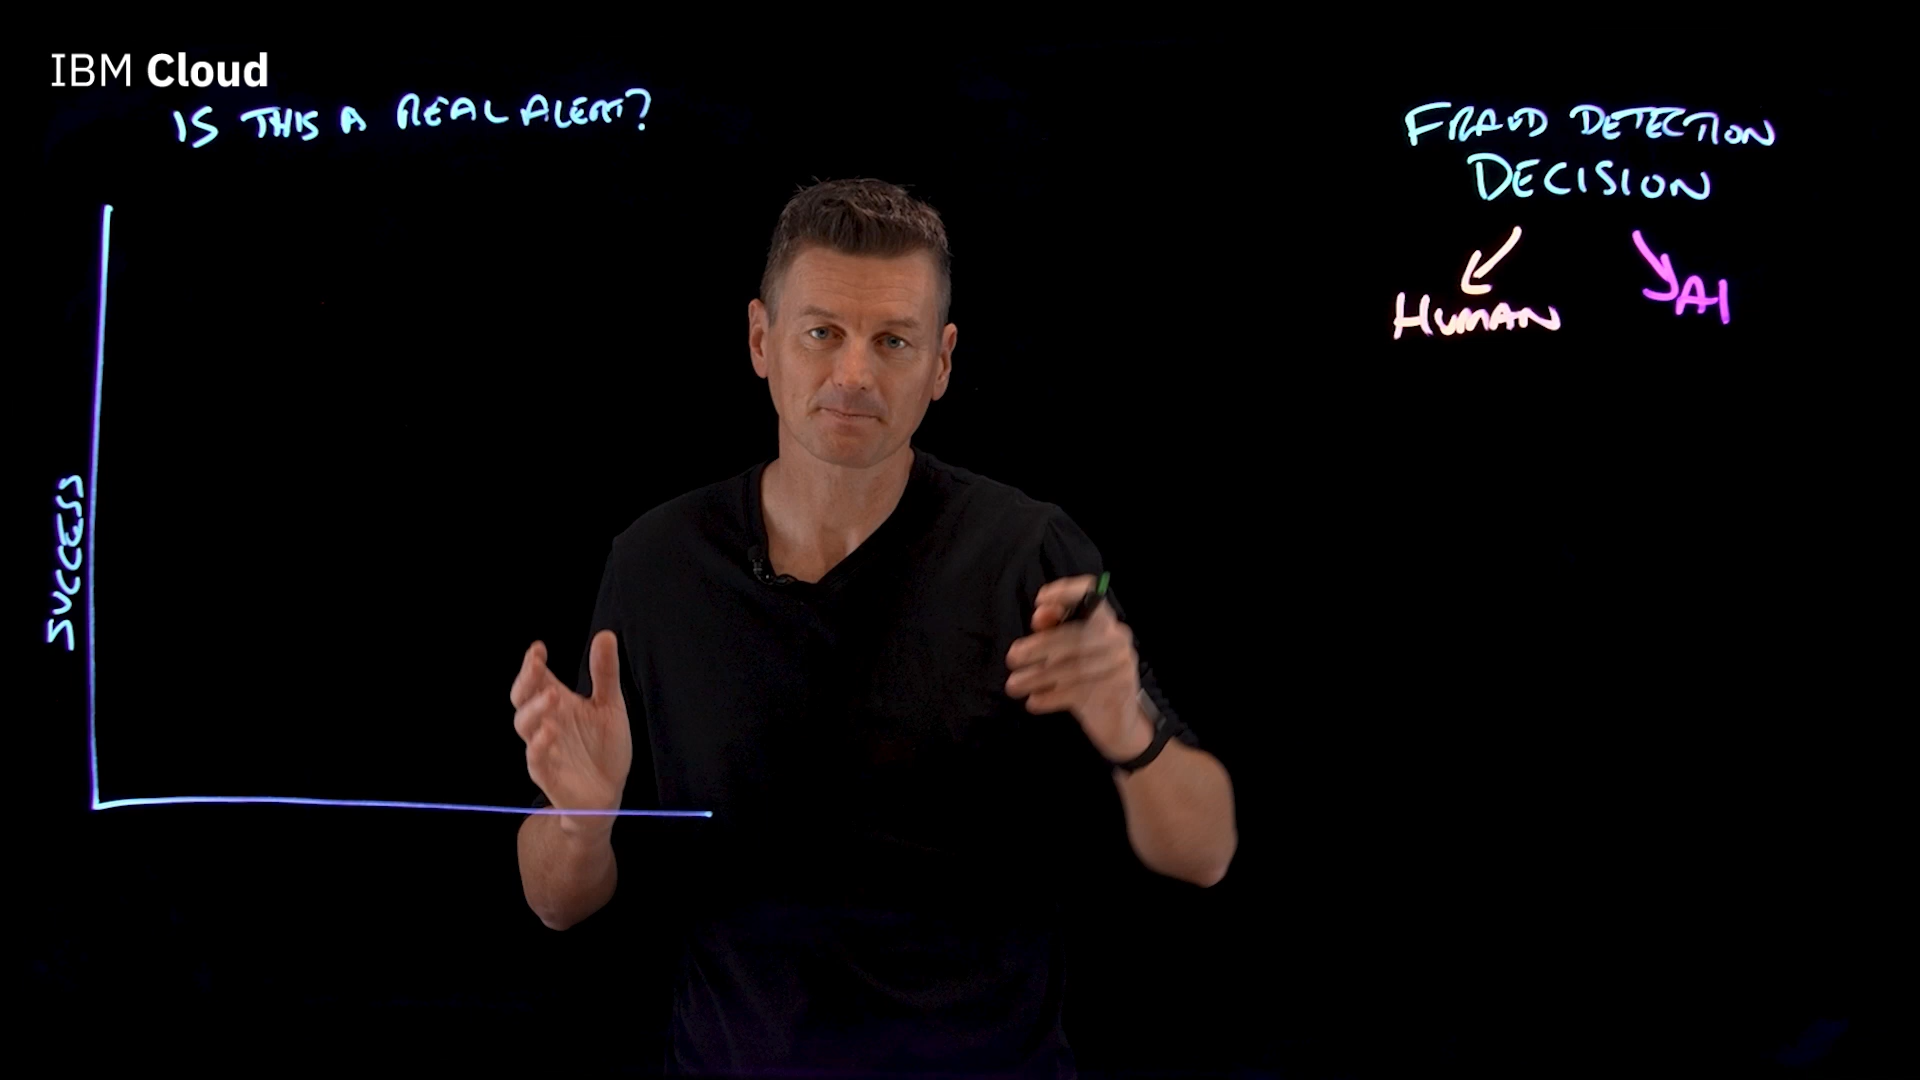 IBM Cloud
IS THIS A REAL ALERT?
SUCCESS
FRAUD DETECTION
DECISION
HUMAN
AI